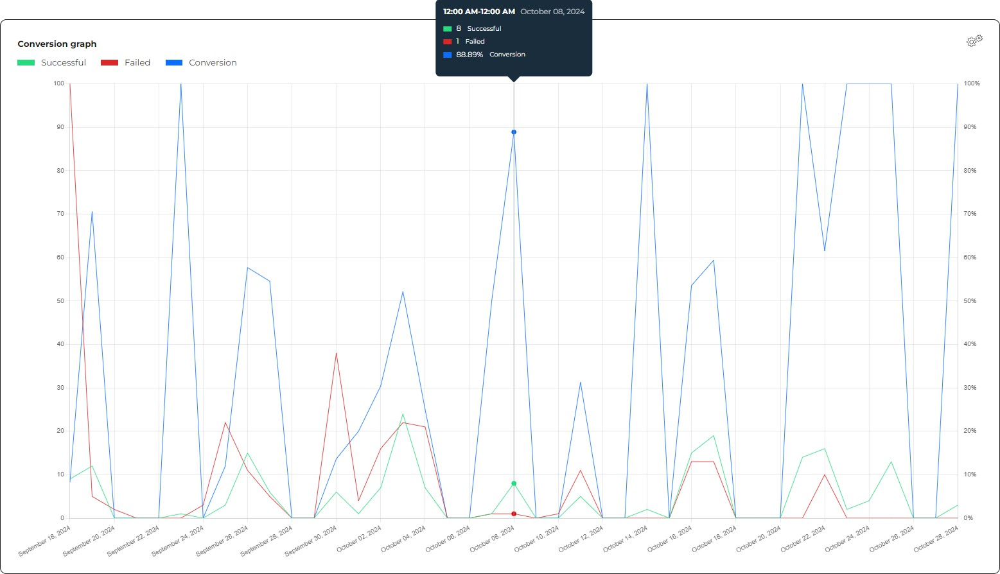 12:00 AM-12:00 AM October 08, 2024
8 Successful
1 Failed
88.89% Conversion
Conversion graph
Successful Failed Conversion
100 100%
90 90%
80 80%
70 70%
60 60%
50 50%
40 40%
30 30%
20 20%
10 10%
0 0%
September 18, 2024
September 20, 2024
September 22, 2024
September 24, 2024
September 26, 2024
September 28, 2024
September 30, 2024
October 02, 2024
October 04, 2024
October 06, 2024
October 08, 2024
October 10, 2024
October 12, 2024
October 14, 2024
October 16, 2024
October 18, 2024
October 20, 2024
October 22, 2024
October 24, 2024
October 26, 2024
October 28, 2024